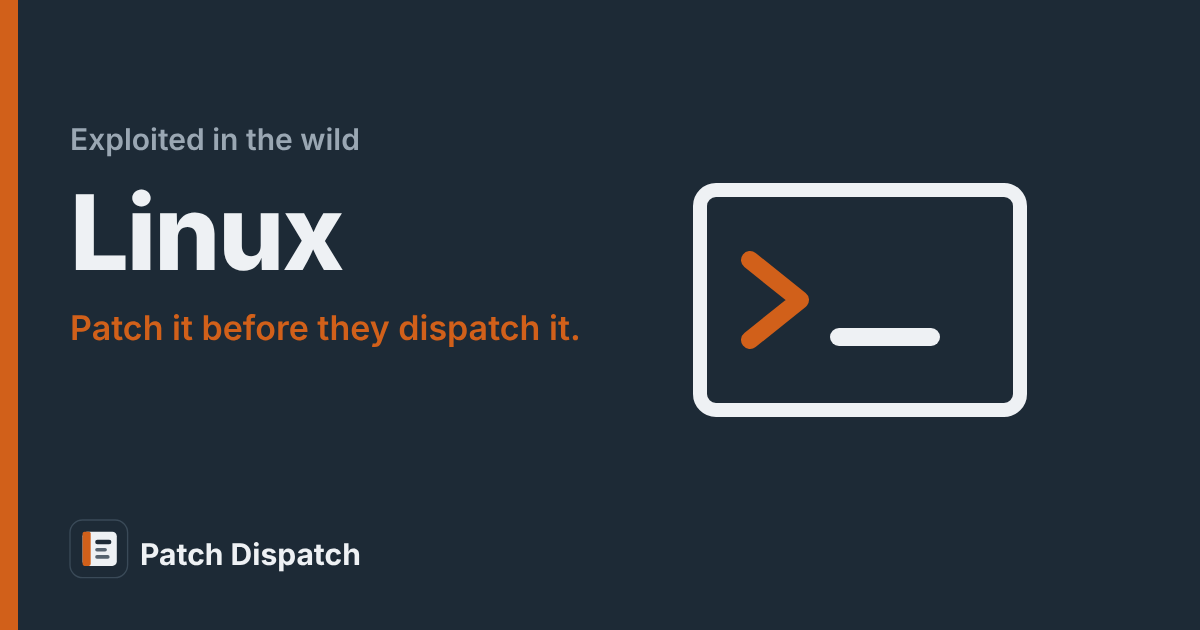 Exploited in the wild
Linux
Patch it before they dispatch it.
Patch Dispatch